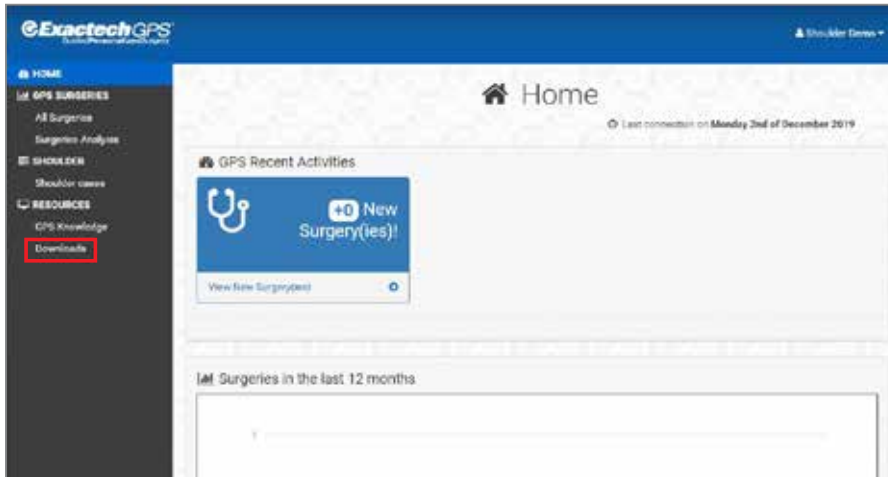 Exactech GPS
Shoulder Demo
HOME
GPS SURGERIES
All Surgeries
Surgeries Analysis
SHOULDER
Shoulder cases
RESOURCES
GPS Knowledge
Downloads
Home
Last connection on Monday 2nd of December 2019
GPS Recent Activities
+0 New
Surgery(ies)!
View New Surgery(ies)
Surgeries in the last 12 months